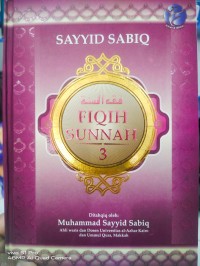 SAYYID SABIQ
فقه السنة
FIQIH
SUNNAH
3
Ditahqiq oleh:
Muhammad Sayyid Sabiq
Ahli waris dan Dosen Universitas al-Azhar Kairo
dan Ummul Qura, Makkah